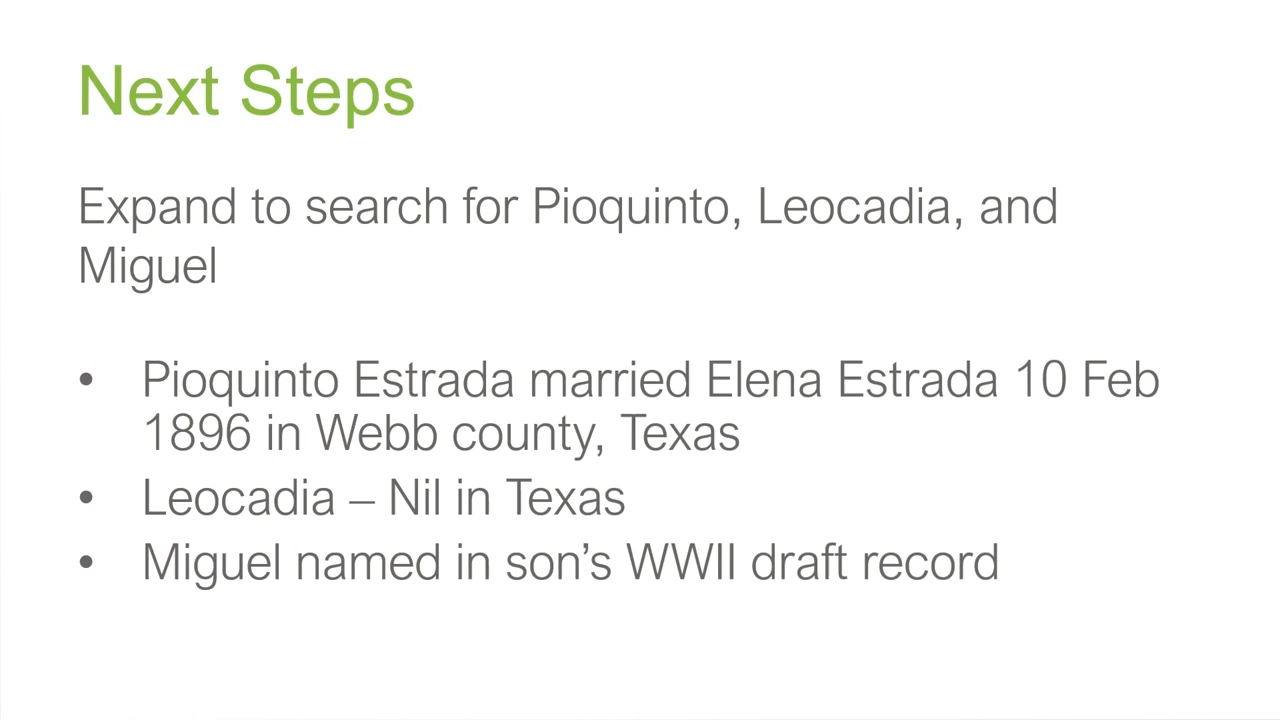 Next Steps
Expand to search for Pioquinto, Leocadia, and
Miguel
• Pioquinto Estrada married Elena Estrada 10 Feb
1896 in Webb county, Texas
• Leocadia – Nil in Texas
• Miguel named in son’s WWII draft record